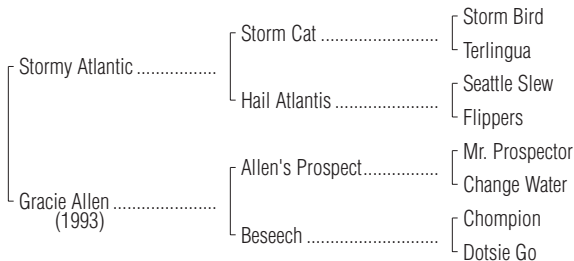 Storm Bird
Storm Cat ........................
Terlingua
Stormy Atlantic .................
Seattle Slew
Hail Atlantis .....................
Flippers
Mr. Prospector
Allen's Prospect................
Change Water
Gracie Allen ......................
(1993)
Chompion
Beseech ...........................
Dotsie Go